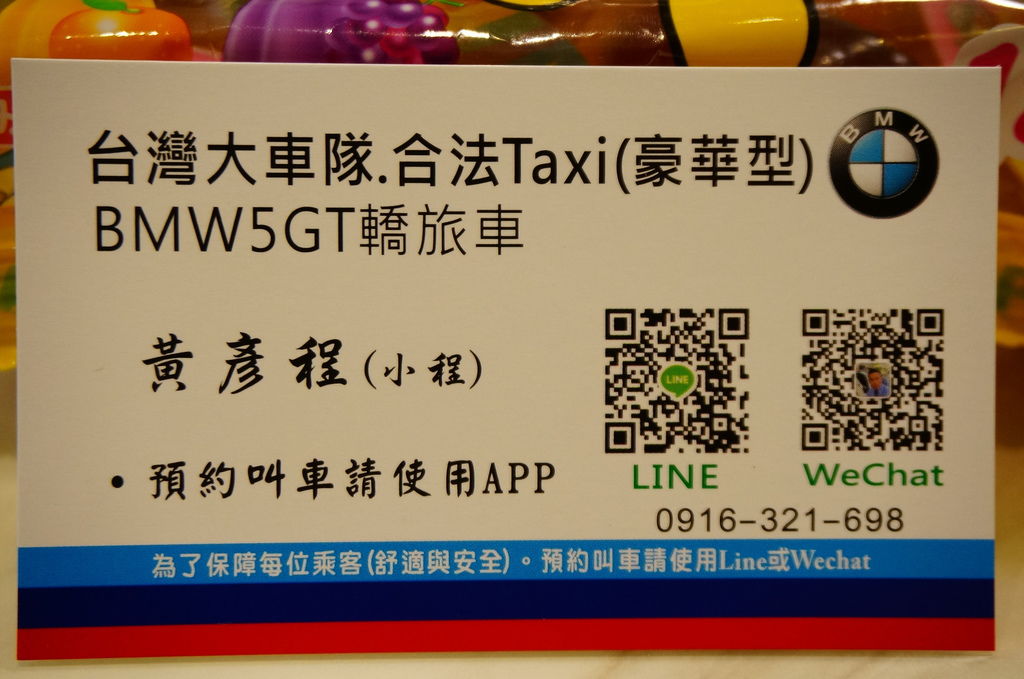 台灣大車隊.合法Taxi(豪華型)
BMW
BMW5GT轎旅車
黃彥程(小程)
LINE
・預約叫車請使用APP
LINE
WeChat
0916-321-698
為了保障每位乘客(舒適與安全)。預約叫車請使用Line或Wechat